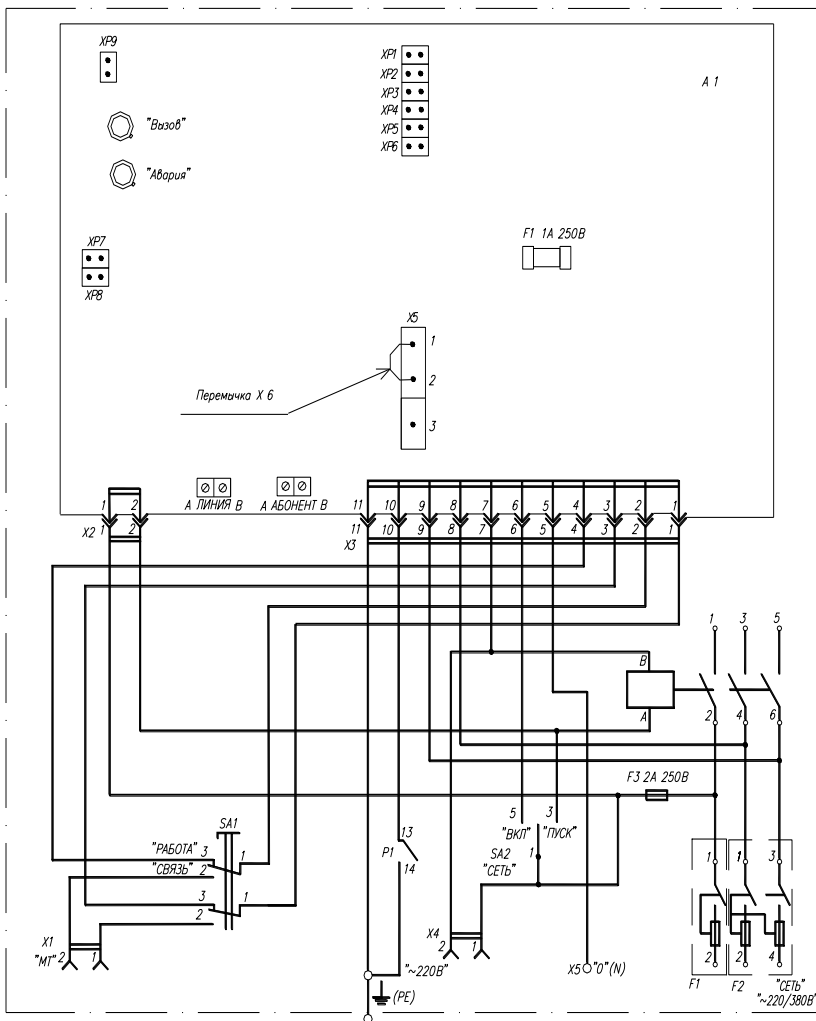 XP9
XP1
XP2
XP3
XP4
XP5
XP6
A 1
"Вызов"
"Авария"
XP7
XP8
F1 1А 250В
X5
1
2
3
Перемычка X 6
А ЛИНИЯ В
А АБОНЕНТ В
1 2
11 10 9 8 7 6 5 4 3 2 1
X2 1 2
11 10 9 8 6 5 4 3 2 1
X3
1 3 5
В
А
2 4 6
F3 2А 250В
5 3
"ВКЛ" "ПУСК"
SA1
"РАБОТА" 3 1
"СВЯЗЬ" 2
13
P1
14
SA2 1
"СЕТЬ"
1 1 3
3 1
2
X1
"МТ" 2 1
X4
2 1
"~220В"
(PE)
X5 "0"(N)
2 2 4
F1 F2 "СЕТЬ"
"~220/380В"